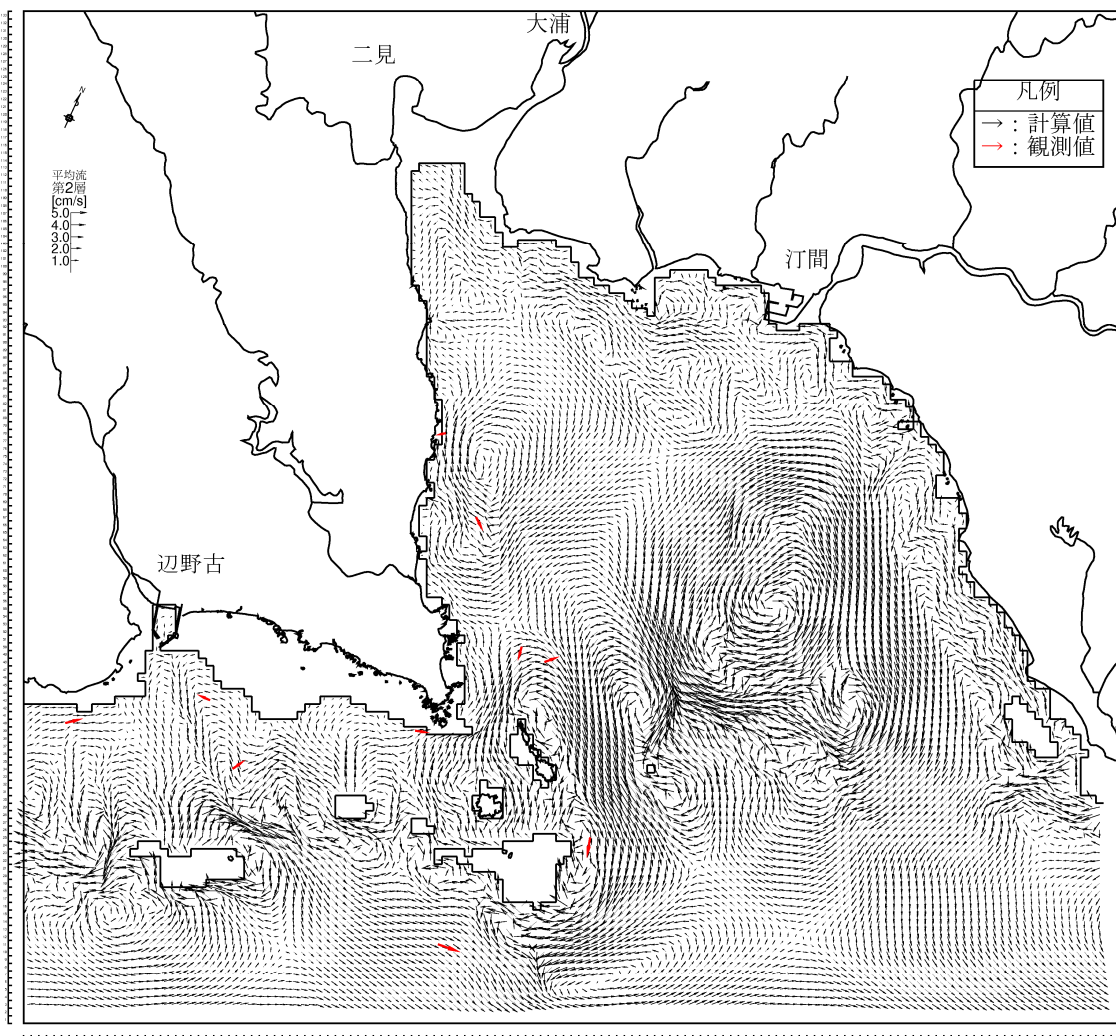 大浦
二見
凡例
→ : 計算値
→ : 観測値
N
平均流
第2層
[cm/s]
5.0
4.0
3.0
2.0
1.0
汀間
辺野古